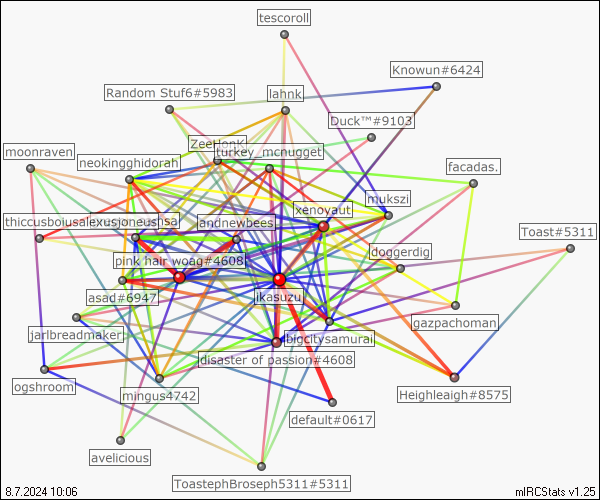 tescoroll
Knowun#6424
Random Stuf6#5983
lahnk
Duck™#9103
ZeeHonK
turkey_mcnugget
moonraven
neokingghidorah
facadas.
mukszi
xenoyaut
thiccusboiusalexusjoneushsa
andnewbees
Toast#5311
doggerdig
pink hair woag#4608
asad#6947
ikasuzu
gazpachoman
jarlbreadmaker
bigcitysamurai
disaster of passion#4608
ogshroom
mingus4742
Heighleaigh#8575
default#0617
avelicious
ToastephBroseph5311#5311
8.7.2024 10:06
mIRCStats v1.25